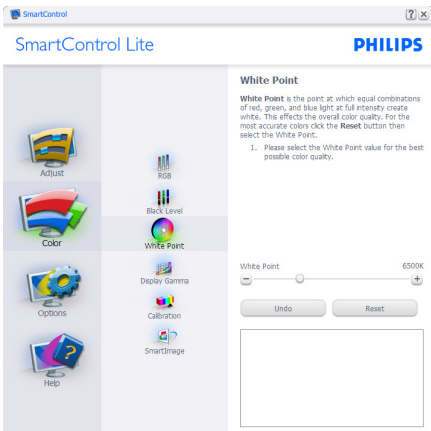 SmartControl
SmartControl Lite
PHILIPS
Adjust
Color
Options
Help
RGB
Black Level
White Point
Display Gamma
Calibration
SmartImage
White Point
White Point is the point at which equal combinations
of red, green, and blue light at full intensity create
white. This effects the overall color quality. For the
most accurate colors click the Reset button then
select the White Point.
1. Please select the White Point value for the best
possible color quality.
White Point 6500K
Undo Reset